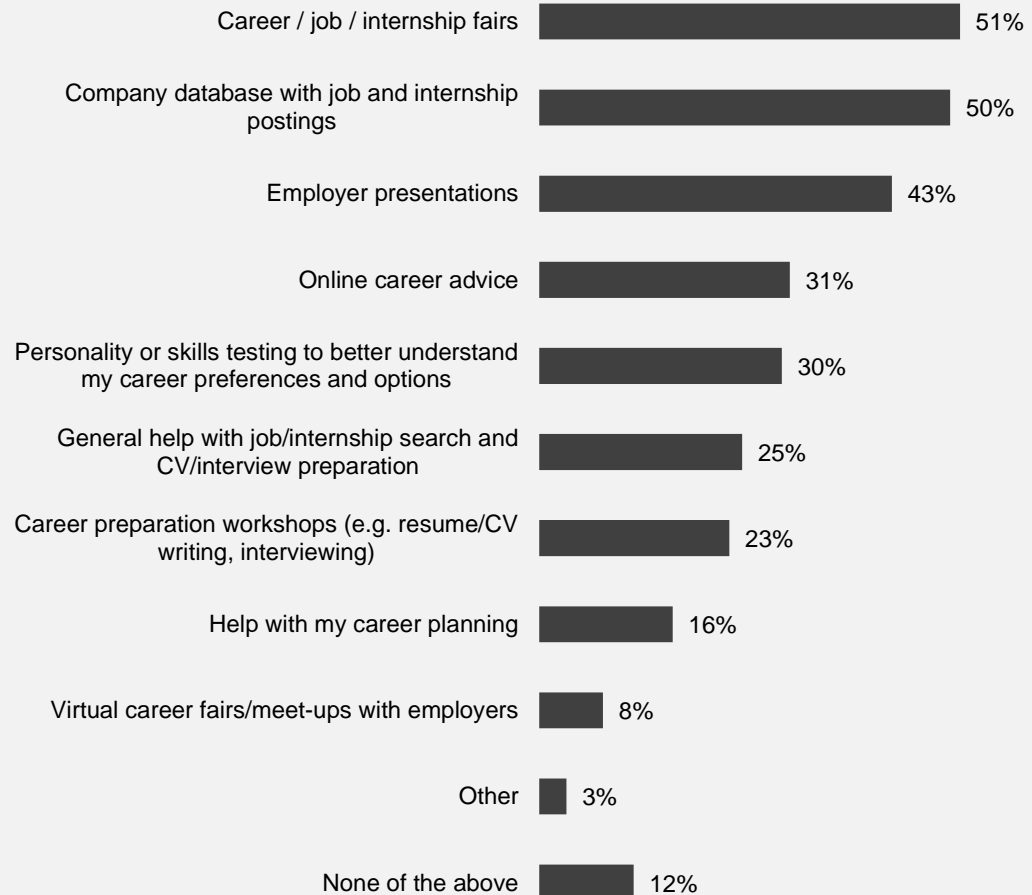 Career / job / internship fairs 51%
Company database with job and internship
postings 50%
Employer presentations 43%
Online career advice 31%
Personality or skills testing to better understand
my career preferences and options 30%
General help with job/internship search and
CV/interview preparation 25%
Career preparation workshops (e.g. resume/CV
writing, interviewing) 23%
Help with my career planning 16%
Virtual career fairs/meet-ups with employers 8%
Other 3%
None of the above 12%